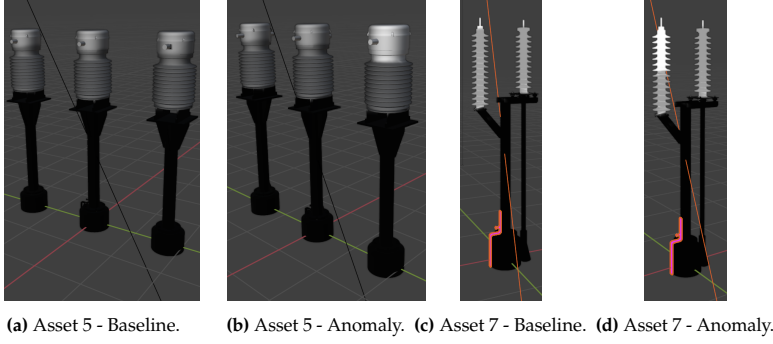 (a) Asset 5 - Baseline. (b) Asset 5 - Anomaly. (c) Asset 7 - Baseline. (d) Asset 7 - Anomaly.